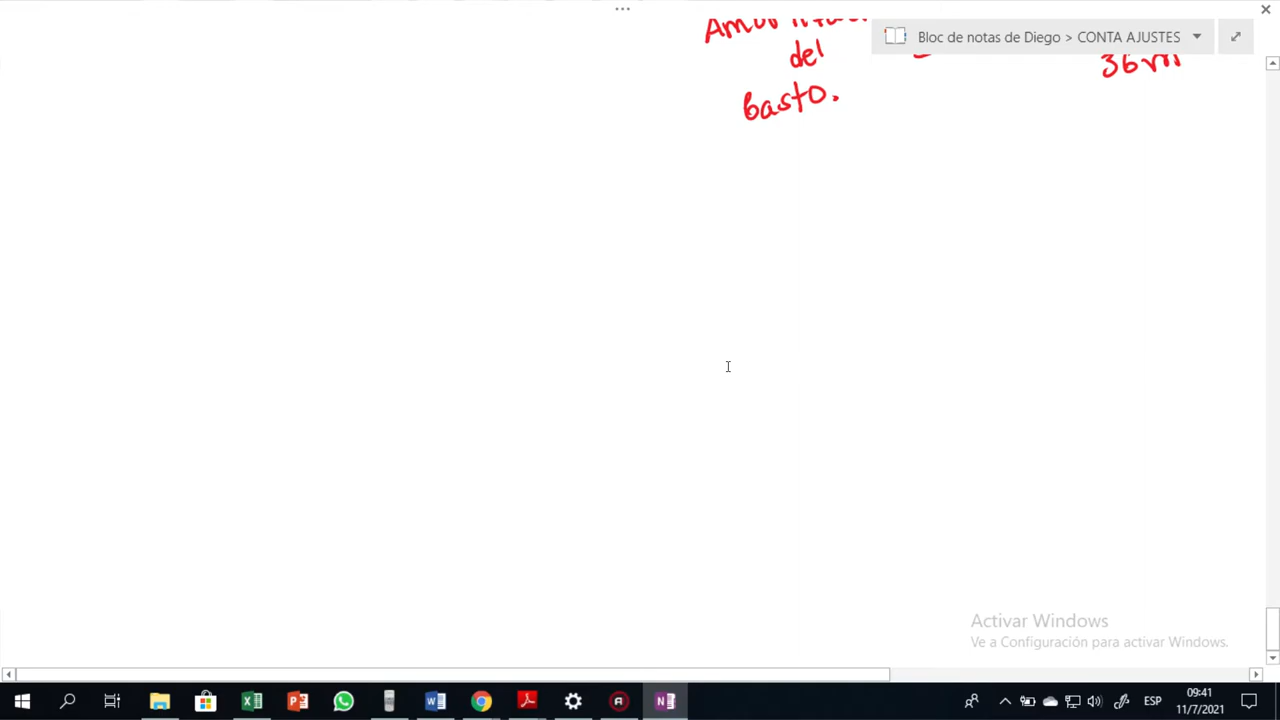 Bloc de notas de Diego > CONTA AJUSTES
del
36 m
Gasto.
Activar Windows
Ve a Configuración para activar Windows.
ESP
09:41
11/7/2021